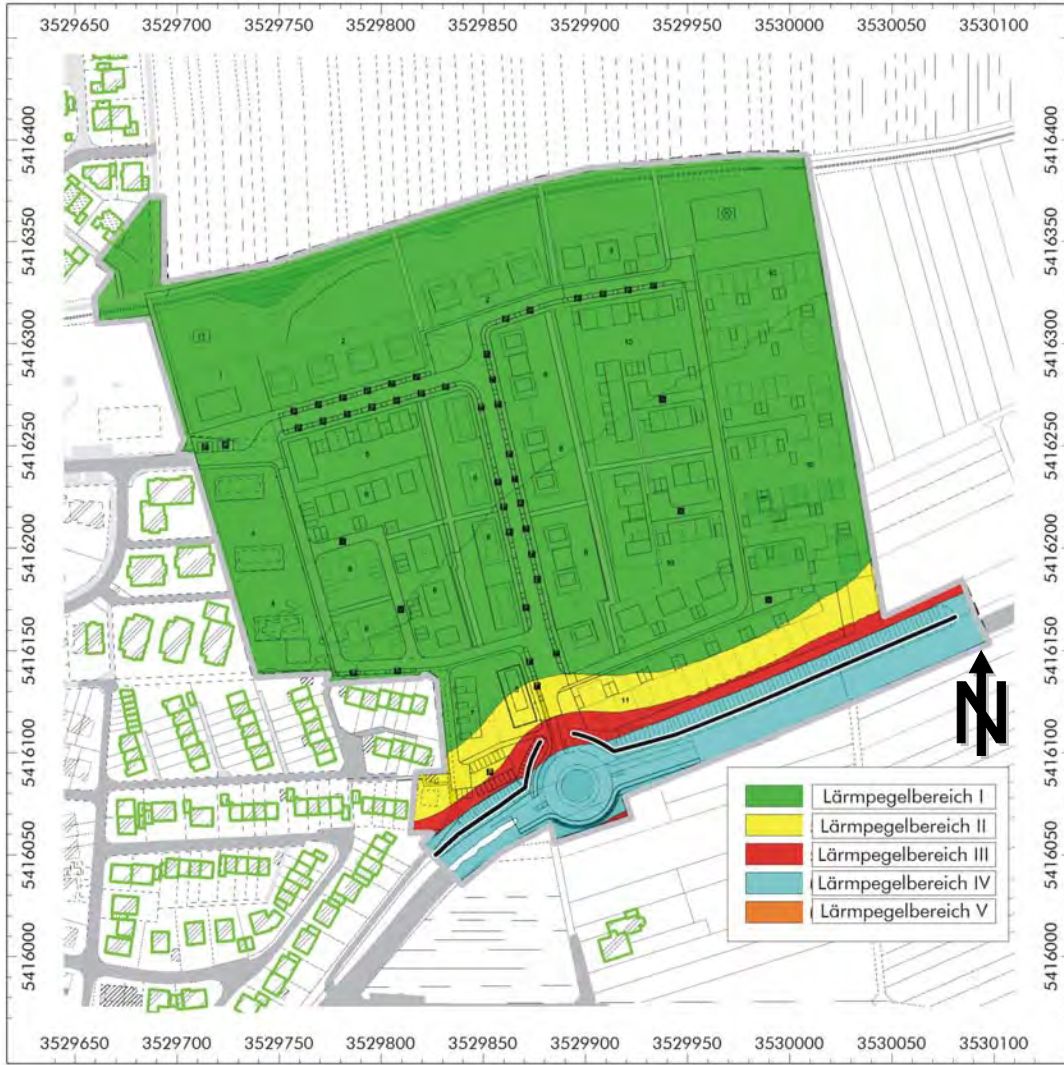 3529650 3529700 3529750 3529800 3529850 3529900 3529950 3530000 3530050 3530100
5416400 5416400
5416350 5416350
5416300 5416300
5416250 5416250
5416200 5416200
5416150 5416150
5416100 5416100
5416050 5416050
5416000 5416000
N
Lärmpegelbereich I
Lärmpegelbereich II
Lärmpegelbereich III
Lärmpegelbereich IV
Lärmpegelbereich V
3529650 3529700 3529750 3529800 3529850 3529900 3529950 3530000 3530050 3530100